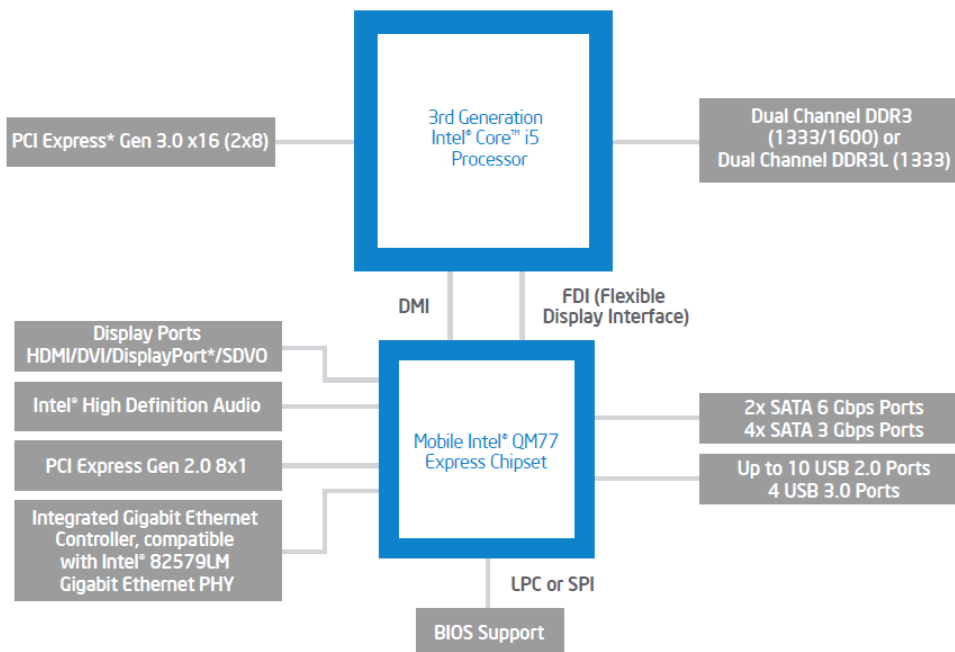 3rd Generation
Intel® Core™ i5
Processor
PCI Express* Gen 3.0 x16 (2x8)
Dual Channel DDR3
(1333/1600) or
Dual Channel DDR3L (1333)
DMI
FDI (Flexible
Display Interface)
Display Ports
HDMI/DVI/DisplayPort*/SDVO
Intel® High Definition Audio
PCI Express Gen 2.0 8x1
Integrated Gigabit Ethernet
Controller, compatible
with Intel® 82579LM
Gigabit Ethernet PHY
Mobile Intel® QM77
Express Chipset
2x SATA 6 Gbps Ports
4x SATA 3 Gbps Ports
Up to 10 USB 2.0 Ports
4 USB 3.0 Ports
LPC or SPI
BIOS Support